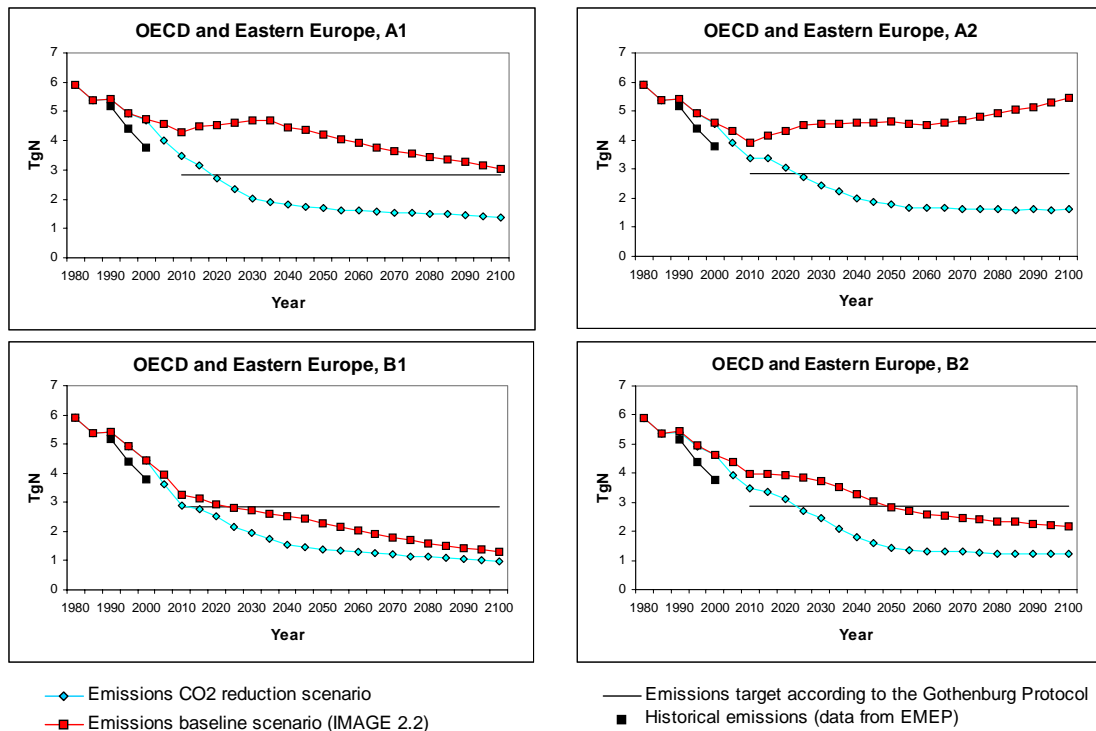 OECD and Eastern Europe, A1
7
6
5
4
3
2
1
0
TgN
1980 1990 2000 2010 2020 2030 2040 2050 2060 2070 2080 2090 2100
Year
OECD and Eastern Europe, A2
7
6
5
4
3
2
1
0
TgN
1980 1990 2000 2010 2020 2030 2040 2050 2060 2070 2080 2090 2100
Year
OECD and Eastern Europe, B1
7
6
5
4
3
2
1
0
TgN
1980 1990 2000 2010 2020 2030 2040 2050 2060 2070 2080 2090 2100
Year
OECD and Eastern Europe, B2
7
6
5
4
3
2
1
0
TgN
1980 1990 2000 2010 2020 2030 2040 2050 2060 2070 2080 2090 2100
Year
Emissions CO2 reduction scenario
Emissions baseline scenario (IMAGE 2.2)
Emissions target according to the Gothenburg Protocol
Historical emissions (data from EMEP)